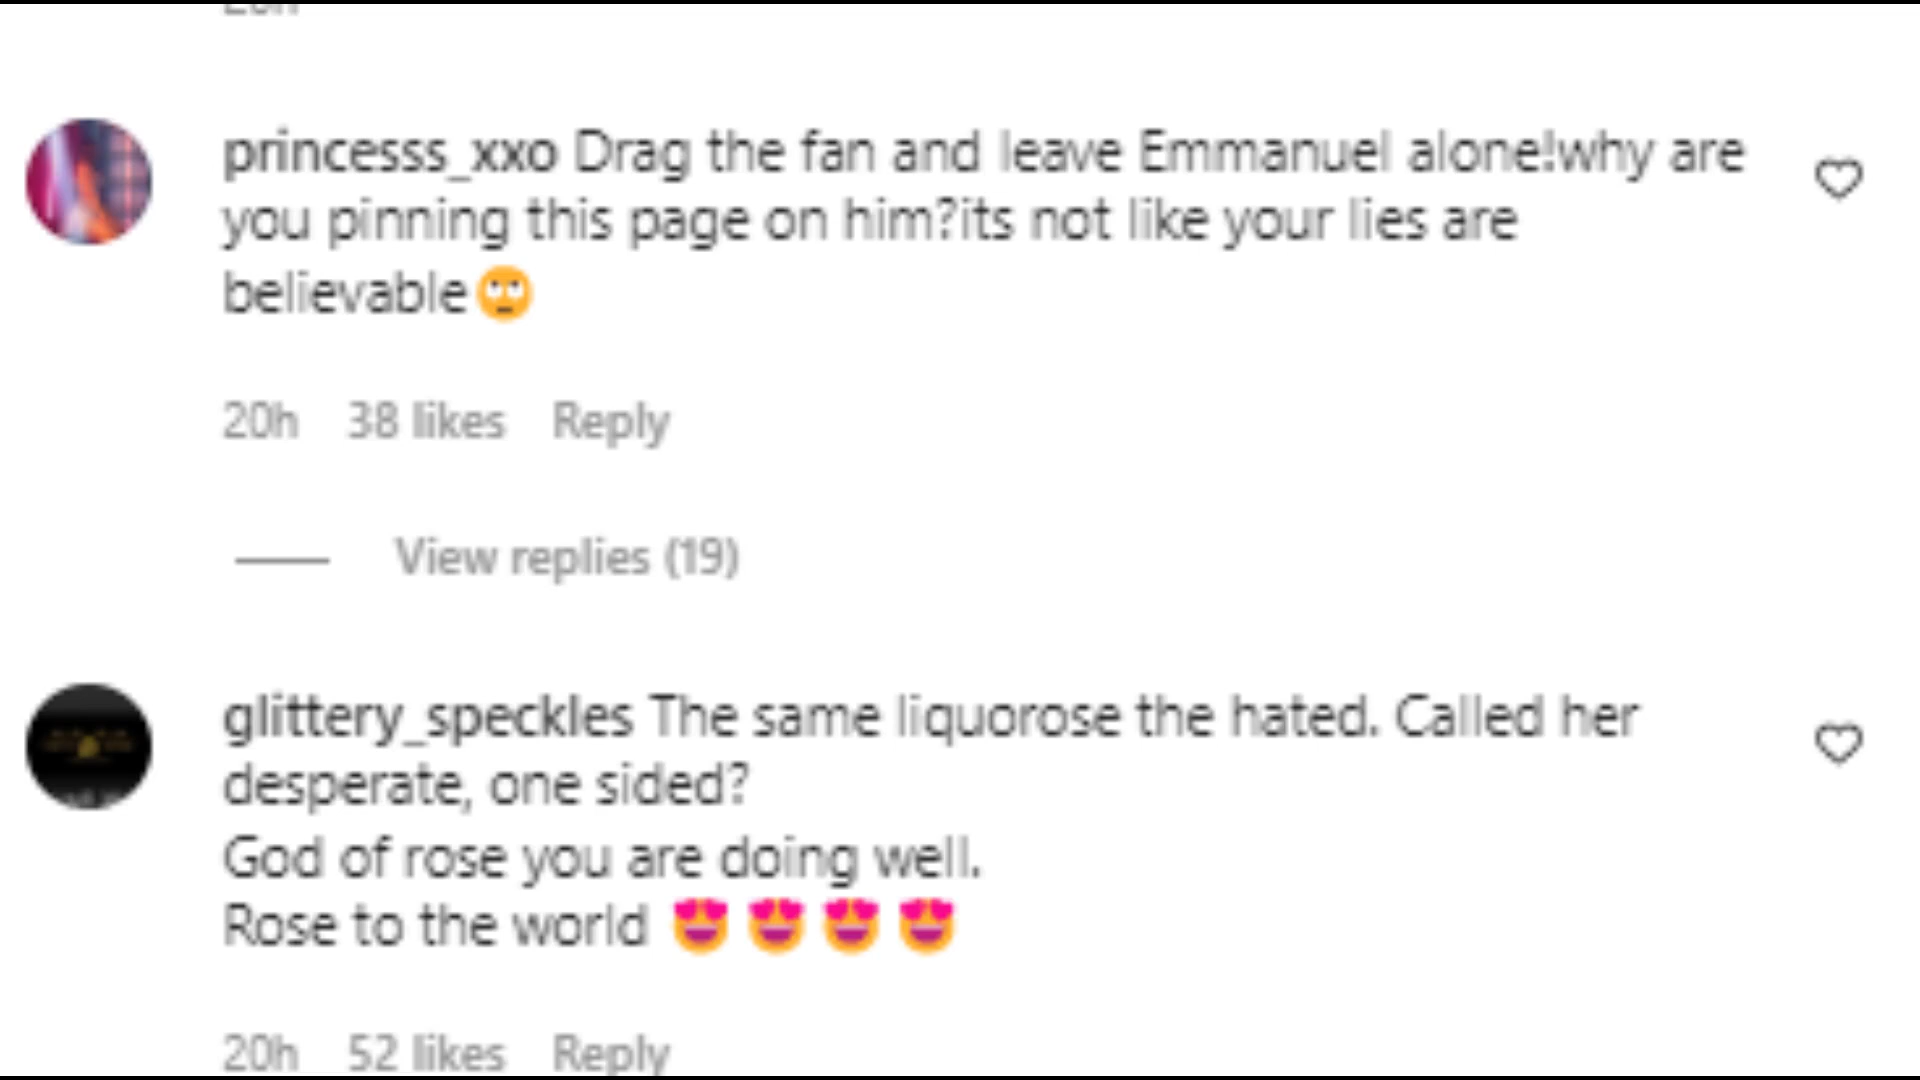 princesss_xxo Drag the fan and leave Emmanuel alone!why are
you pinning this page on him?its not like your lies are
believable🙄
20h 38 likes Reply
View replies (19)
glittery_speckles The same liquorose the hated. Called her
desperate, one sided?
God of rose you are doing well.
Rose to the world 😍 😍 😍 😍
20h 52 likes Reply